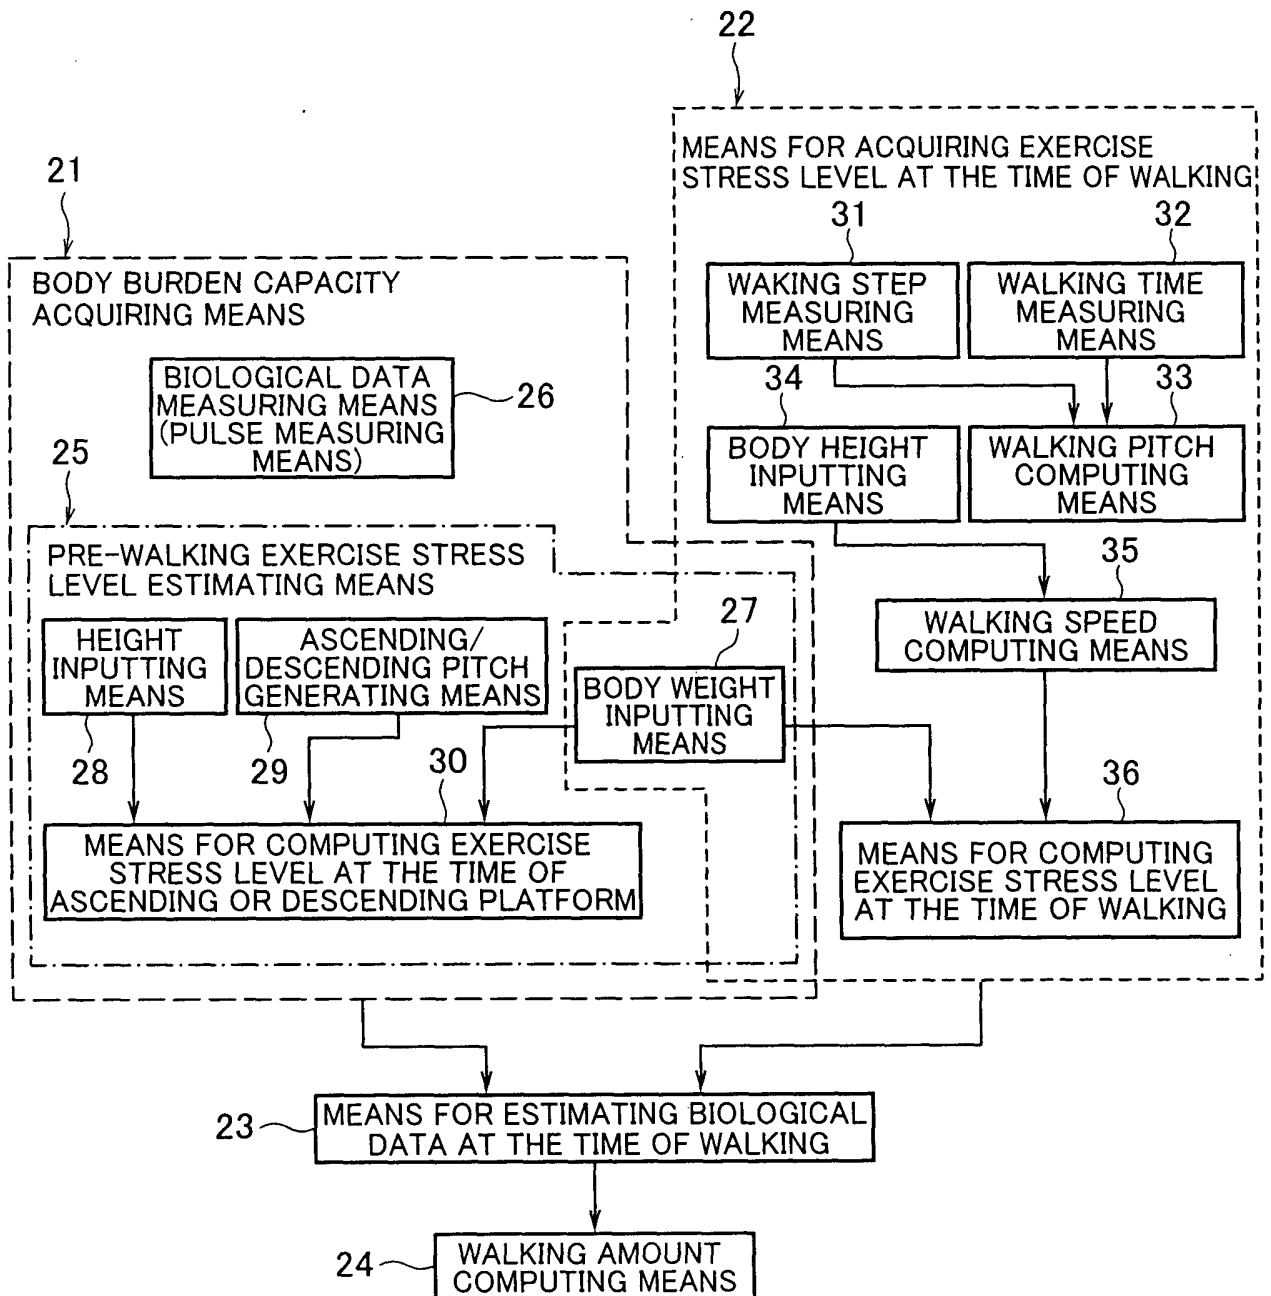 22
MEANS FOR ACQUIRING EXERCISE
STRESS LEVEL AT THE TIME OF WALKING
21
31
32
BODY BURDEN CAPACITY
ACQUIRING MEANS
WAKING STEP
MEASURING
MEANS
WALKING TIME
MEASURING
MEANS
BIOLOGICAL DATA
MEASURING MEANS
(PULSE MEASURING
MEANS)
26
34
33
25
BODY HEIGHT
INPUTTING
MEANS
WALKING PITCH
COMPUTING
MEANS
PRE-WALKING EXERCISE STRESS
LEVEL ESTIMATING MEANS
35
HEIGHT
INPUTTING
MEANS
ASCENDING/
DESCENDING PITCH
GENERATING MEANS
27
WALKING SPEED
COMPUTING MEANS
BODY WEIGHT
INPUTTING
MEANS
28
29
30
36
MEANS FOR COMPUTING EXERCISE
STRESS LEVEL AT THE TIME OF
ASCENDING OR DESCENDING PLATFORM
MEANS FOR COMPUTING
EXERCISE STRESS LEVEL
AT THE TIME OF WALKING
23
MEANS FOR ESTIMATING BIOLOGICAL
DATA AT THE TIME OF WALKING
24
WALKING AMOUNT
COMPUTING MEANS